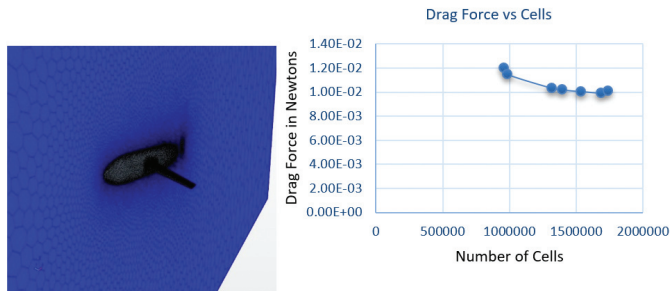 Drag Force vs Cells
1.40E-02
1.20E-02
1.00E-02
8.00E-03
6.00E-03
4.00E-03
2.00E-03
0.00E+00
Drag Force in Newtons
0 500000 1000000 1500000 2000000
Number of Cells